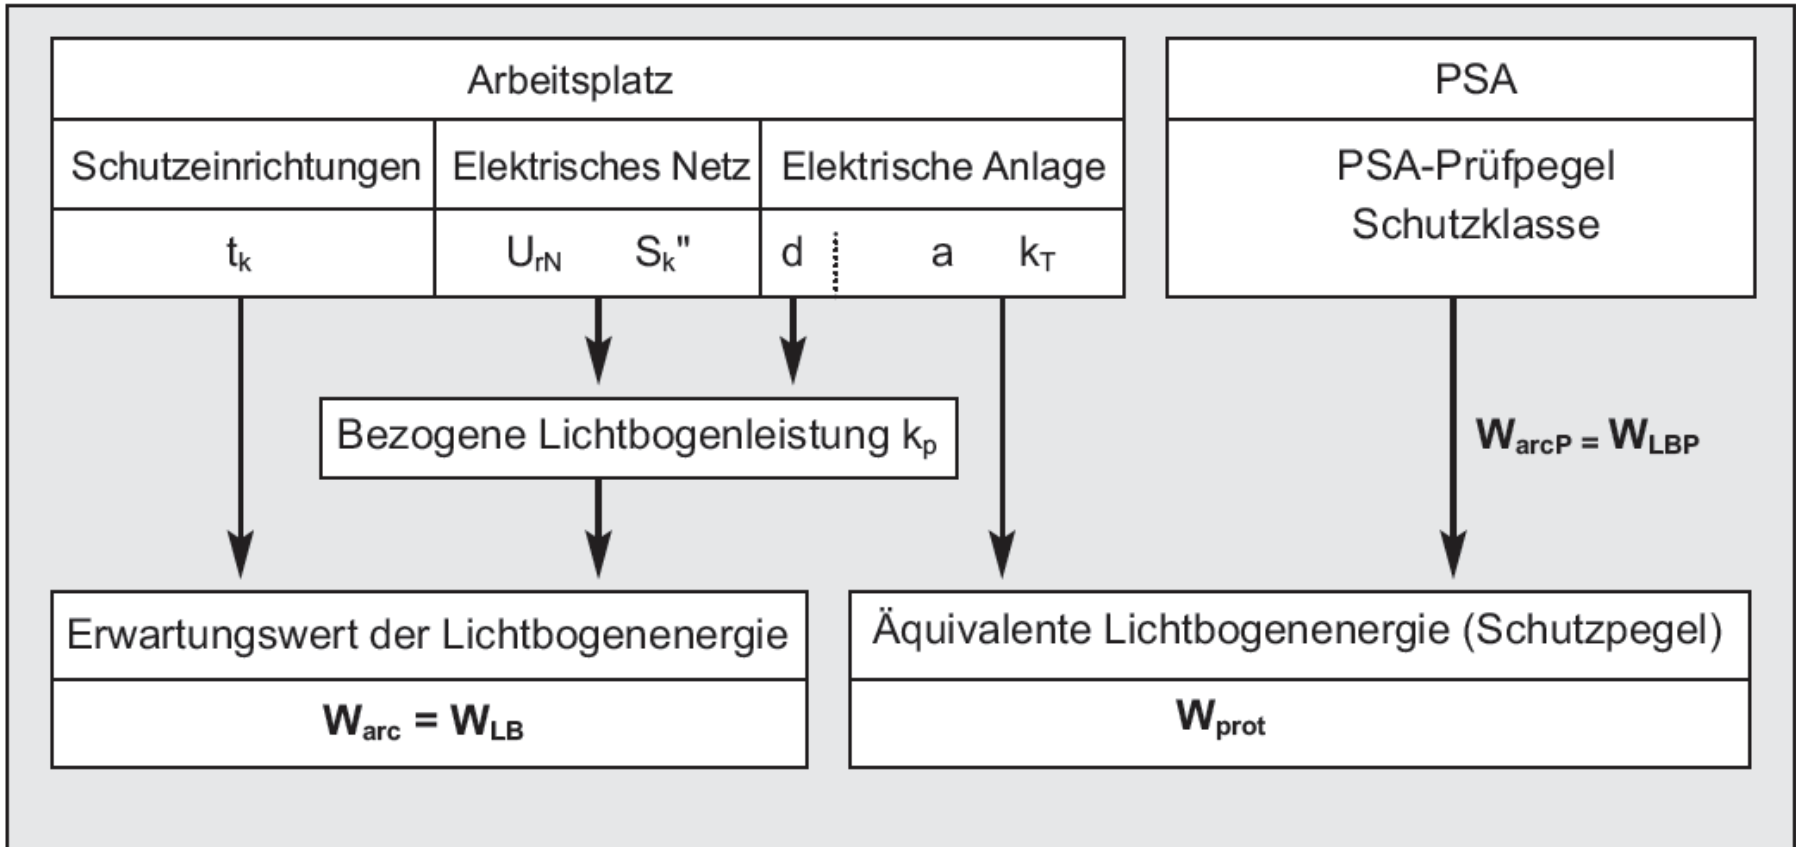 Arbeitsplatz
Schutzeinrichtungen
Elektrisches Netz
Elektrische Anlage
tk
UrN Sk"
d a kT
PSA
PSA-Prüfpegel
Schutzklasse
Bezogene Lichtbogenleistung kp
WarcP = WLBP
Erwartungswert der Lichtbogenenergie
Warc = WLB
Äquivalente Lichtbogenenergie (Schutzpegel)
Wprot